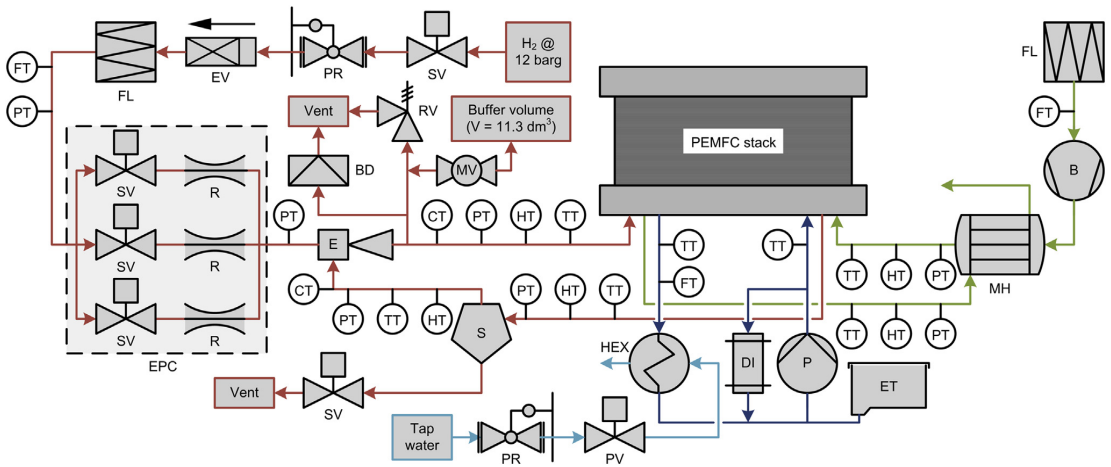 FL
EV
PR
SV
H₂ @
12 barg
FT
PT
Vent
RV
Buffer volume
(V = 11.3 dm³)
BD
MV
PEMFC stack
FL
FT
B
SV
R
SV
R
SV
R
EPC
PT
E
CT
PT
HT
TT
CT
PT
TT
HT
S
PT
HT
TT
TT
FT
TT
TT
HT
PT
MH
TT
HT
PT
HEX
DI
P
ET
Vent
SV
Tap
water
PR
PV